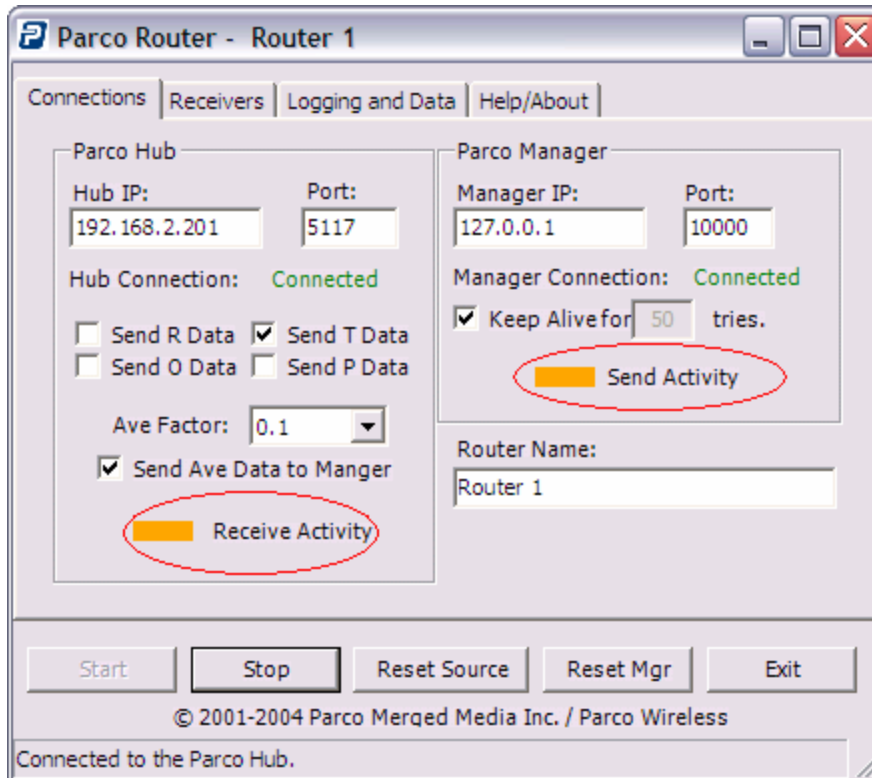 Parco Router - Router 1
Connections Receivers Logging and Data Help/About
Parco Hub
Hub IP: Port:
192.168.2.201 5117
Hub Connection: Connected
Send R Data Send T Data
Send O Data Send P Data
Ave Factor: 0.1
Send Ave Data to Manger
Receive Activity
Parco Manager
Manager IP: Port:
127.0.0.1 10000
Manager Connection: Connected
Keep Alive for 50 tries.
Send Activity
Router Name:
Router 1
Start Stop Reset Source Reset Mgr Exit
© 2001-2004 Parco Merged Media Inc. / Parco Wireless
Connected to the Parco Hub.